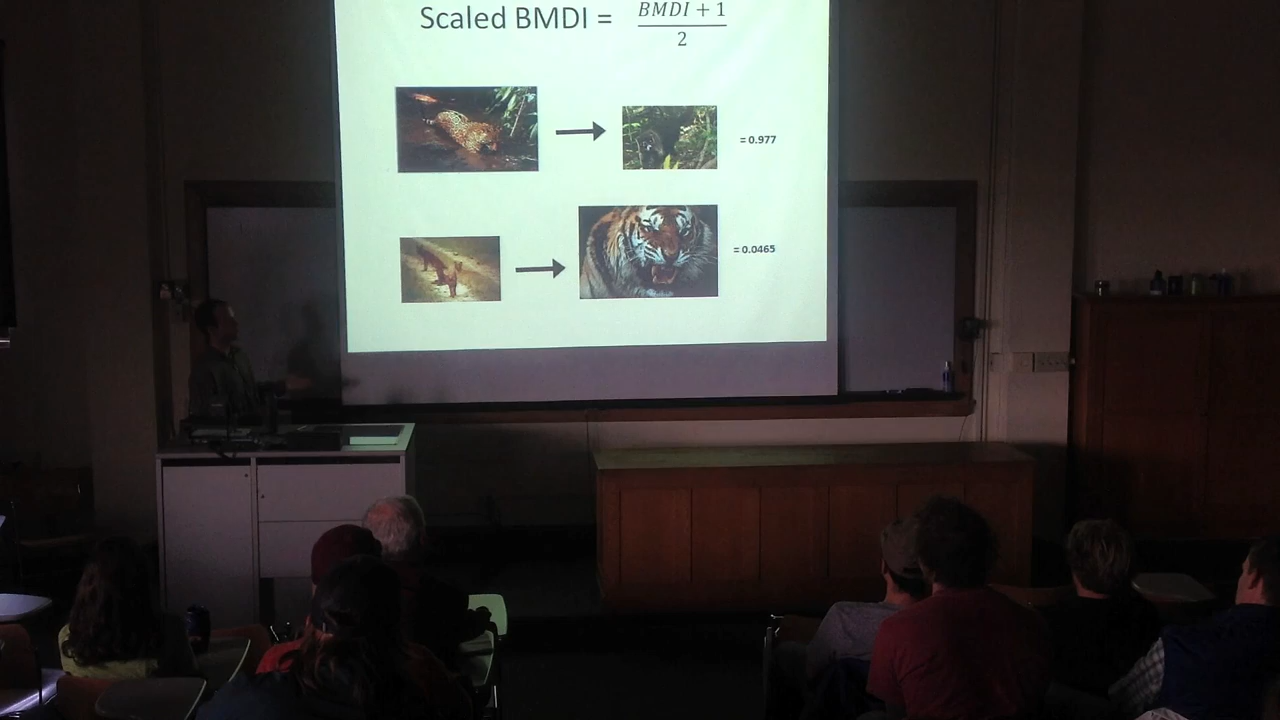 Scaled BMDI = 
BMDI + 1
2
= 0.977
= 0.0465